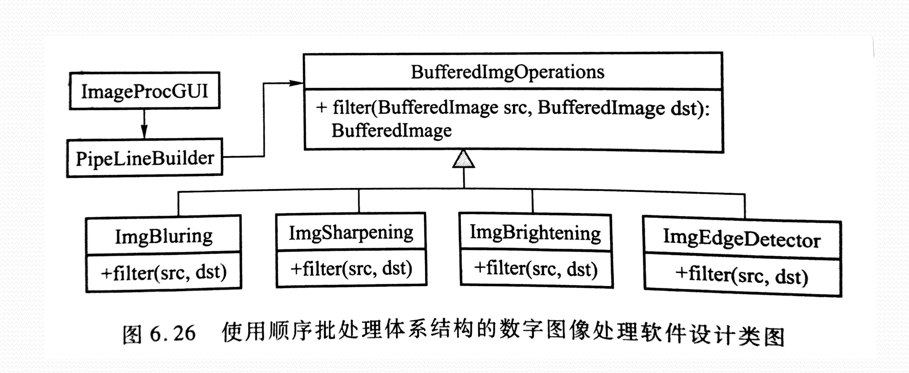 BufferedImgOperations
ImageProcGUI
+ filter(BufferedImage src, BufferedImage dst):
BufferedImage
PipeLineBuilder
ImgBluring
ImgSharpening
ImgBrightening
ImgEdgeDetector
+filter(src, dst)
+filter(src, dst)
+filter(src, dst)
+filter(src, dst)
图 6.26 使用顺序批处理体系结构的数字图像处理软件设计类图